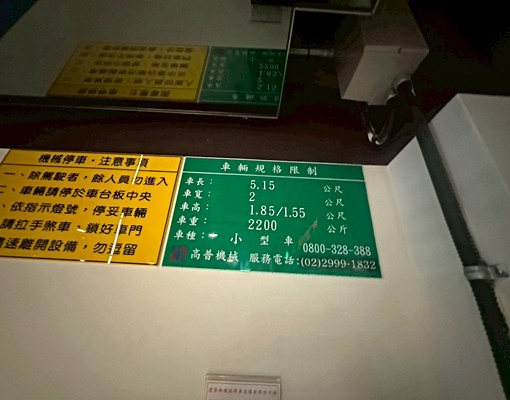 機械停車・注意事項
一、除駕駛者，餘人員勿進入
二、車輛請停於車台板中央
、依指示燈號，停妥車輛
請拉手煞車，鎖好車門
速離開設備，勿逗留
車輛規格限制
車長： 5.15 公尺
車寬： 2 公尺
車高： 1.85/1.55 公尺
車重： 2200 公斤
車種： 小型車 0800-328-388
高普機械 服務電話:(02)2999-1832